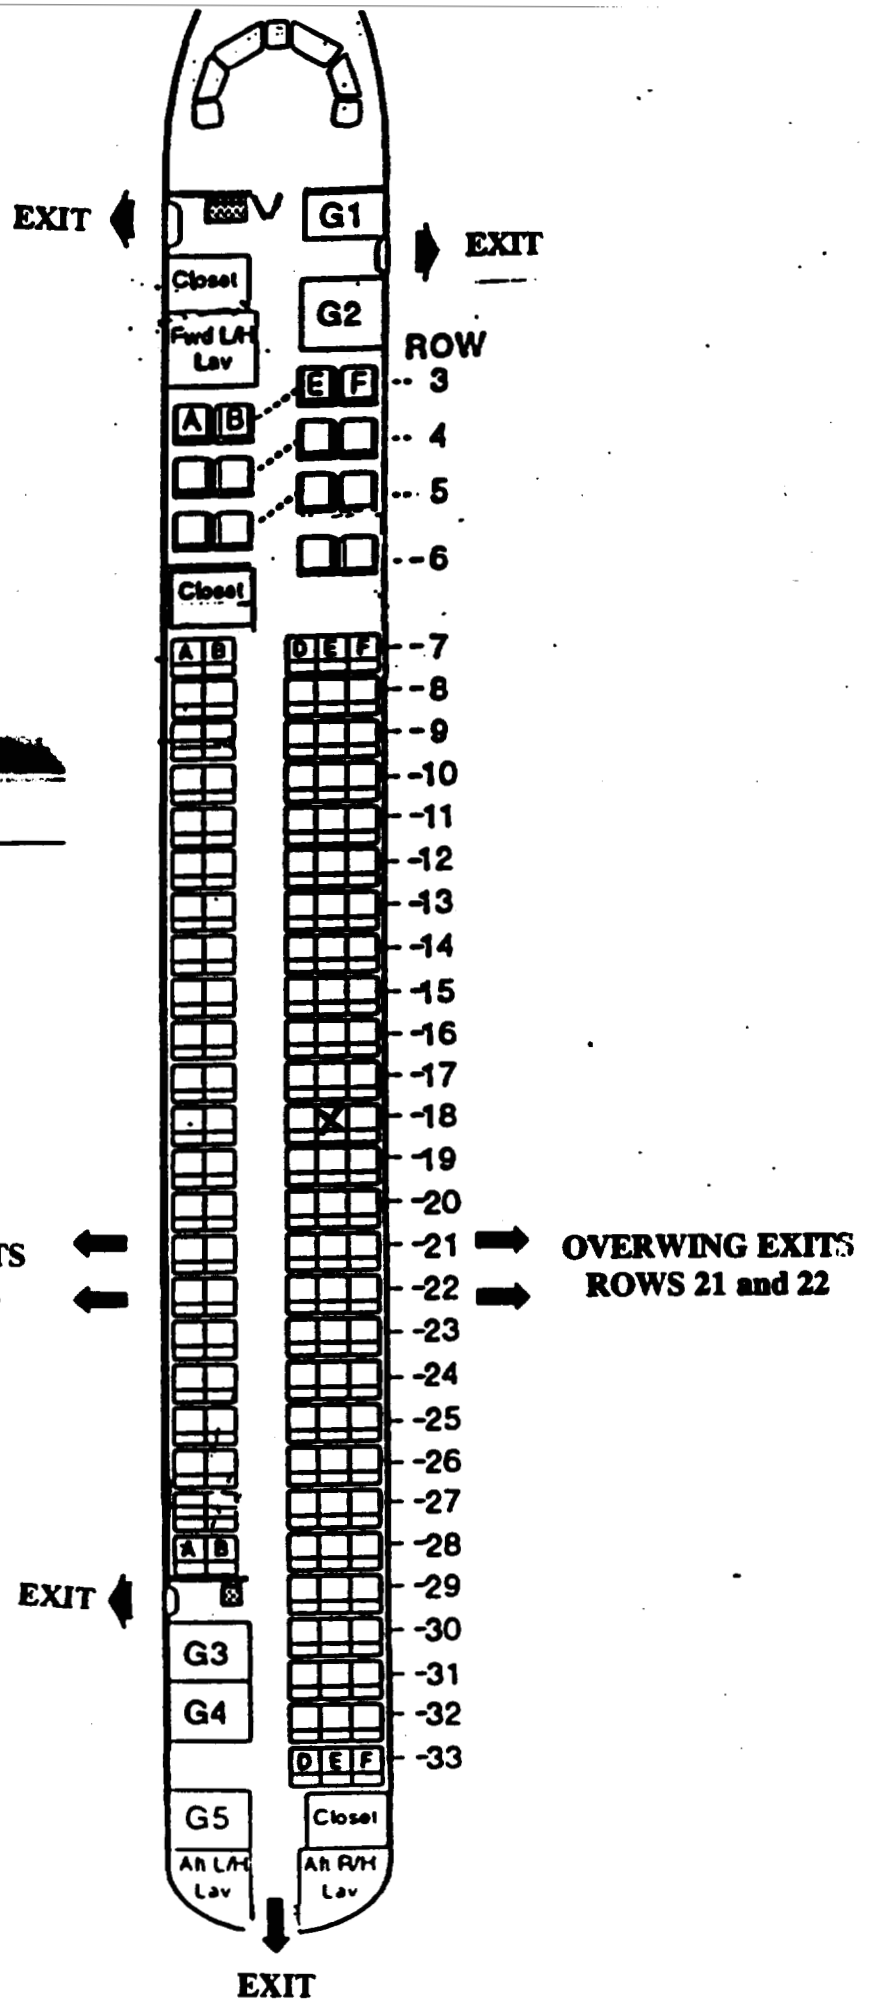 G1
EXIT
EXIT
Closet
G2
Fwd L/H
Lav
ROW
E F -- 3
A B
-- 4
-- 5
-- 6
Closet
A B D E F --7
--8
--9
-10
-11
-12
-13
-14
-15
-16
-17
X -18
-19
-20
-21
TS OVERWING EXITS
-22 ROWS 21 and 22
-23
-24
-25
-26
-27
A B -28
EXIT -29
-30
G3
-31
G4 -32
D E F -33
G5 Closet
Aft L/H Aft R/H
Lav Lav
EXIT